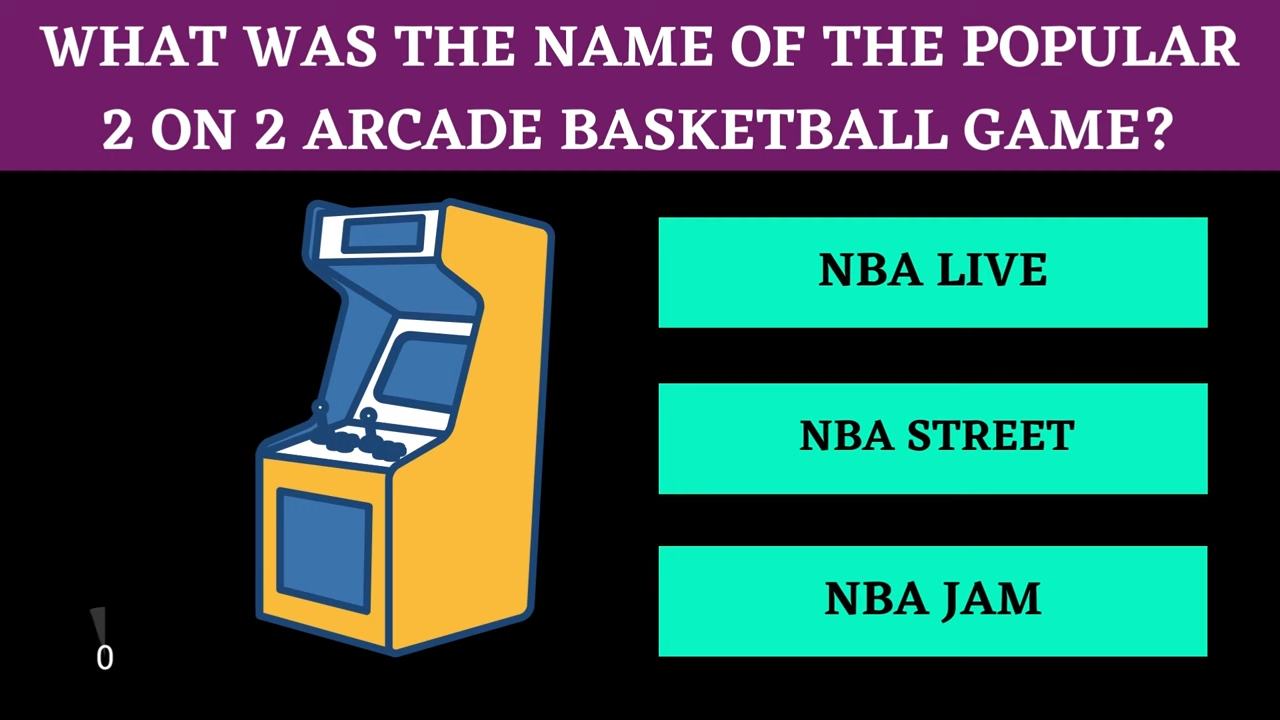 WHAT WAS THE NAME OF THE POPULAR
2 ON 2 ARCADE BASKETBALL GAME?
NBA LIVE
NBA STREET
NBA JAM
0